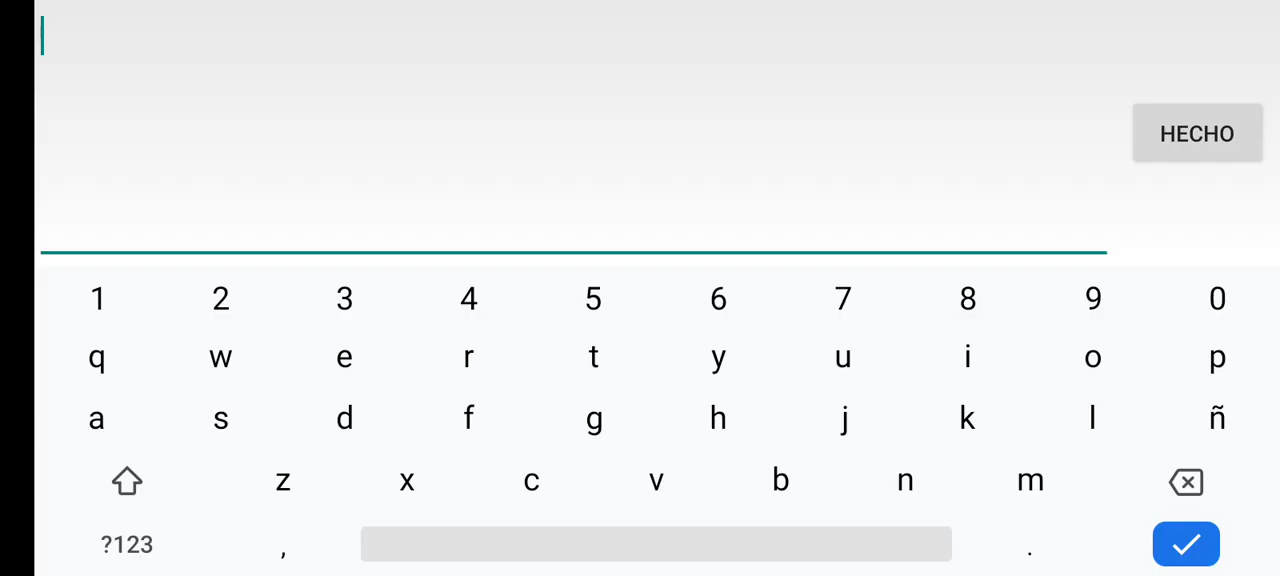 HECHO
1 2 3 4 5 6 7 8 9 0
q w e r t y u i o p
a s d f g h j k l ñ
z x c v b n m
?123 , .